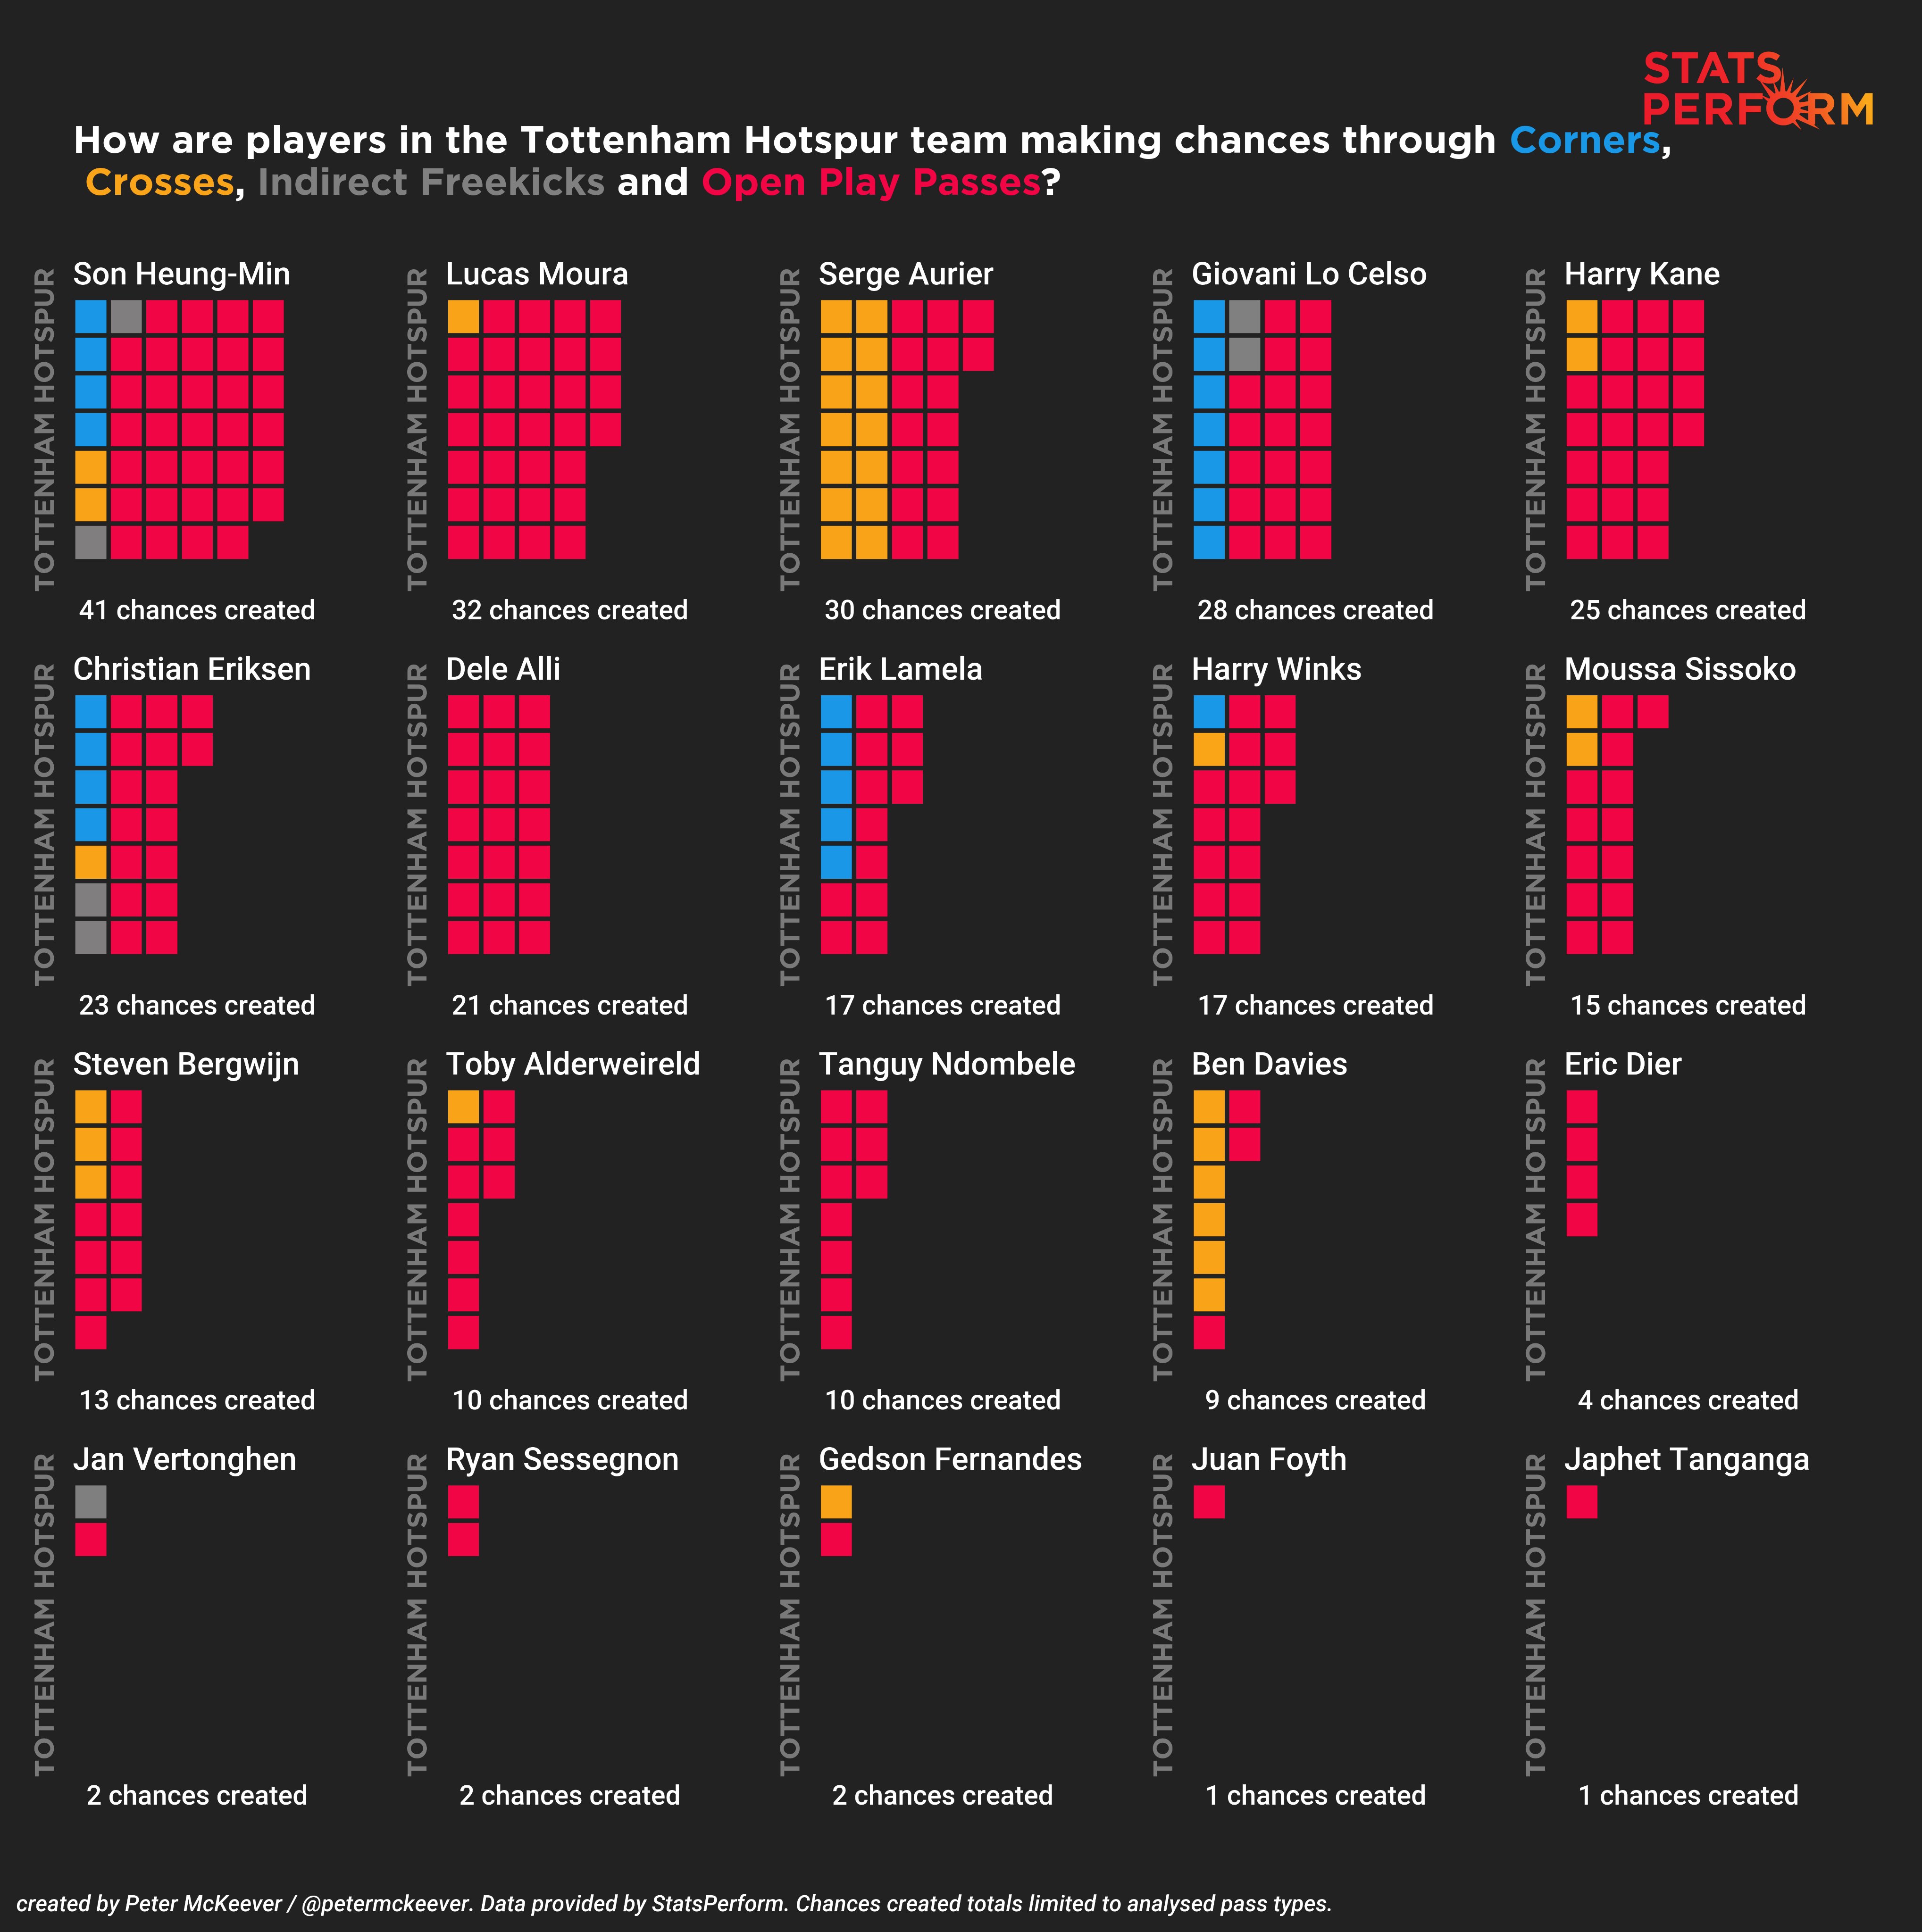 STATS
PERFORM
How are players in the Tottenham Hotspur team making chances through Corners,
Crosses, Indirect Freekicks and Open Play Passes?
TOTTENHAM HOTSPUR
Son Heung-Min
41 chances created
TOTTENHAM HOTSPUR
Lucas Moura
32 chances created
TOTTENHAM HOTSPUR
Serge Aurier
30 chances created
TOTTENHAM HOTSPUR
Giovani Lo Celso
28 chances created
TOTTENHAM HOTSPUR
Harry Kane
25 chances created
TOTTENHAM HOTSPUR
Christian Eriksen
23 chances created
TOTTENHAM HOTSPUR
Dele Alli
21 chances created
TOTTENHAM HOTSPUR
Erik Lamela
17 chances created
TOTTENHAM HOTSPUR
Harry Winks
17 chances created
TOTTENHAM HOTSPUR
Moussa Sissoko
15 chances created
TOTTENHAM HOTSPUR
Steven Bergwijn
13 chances created
TOTTENHAM HOTSPUR
Toby Alderweireld
10 chances created
TOTTENHAM HOTSPUR
Tanguy Ndombele
10 chances created
TOTTENHAM HOTSPUR
Ben Davies
9 chances created
TOTTENHAM HOTSPUR
Eric Dier
4 chances created
TOTTENHAM HOTSPUR
Jan Vertonghen
2 chances created
TOTTENHAM HOTSPUR
Ryan Sessegnon
2 chances created
TOTTENHAM HOTSPUR
Gedson Fernandes
2 chances created
TOTTENHAM HOTSPUR
Juan Foyth
1 chances created
TOTTENHAM HOTSPUR
Japhet Tanganga
1 chances created
created by Peter McKeever / @petermckeever. Data provided by StatsPerform. Chances created totals limited to analysed pass types.